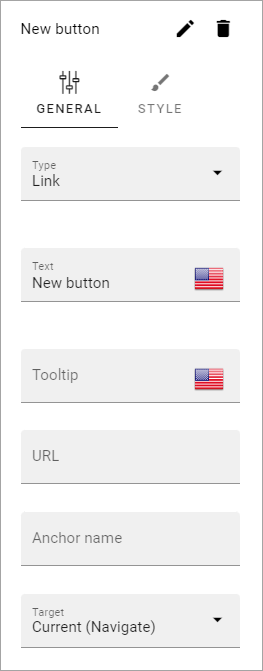 New button
GENERAL STYLE
Type
Link
Text
New button
Tooltip
URL
Anchor name
Target
Current (Navigate)